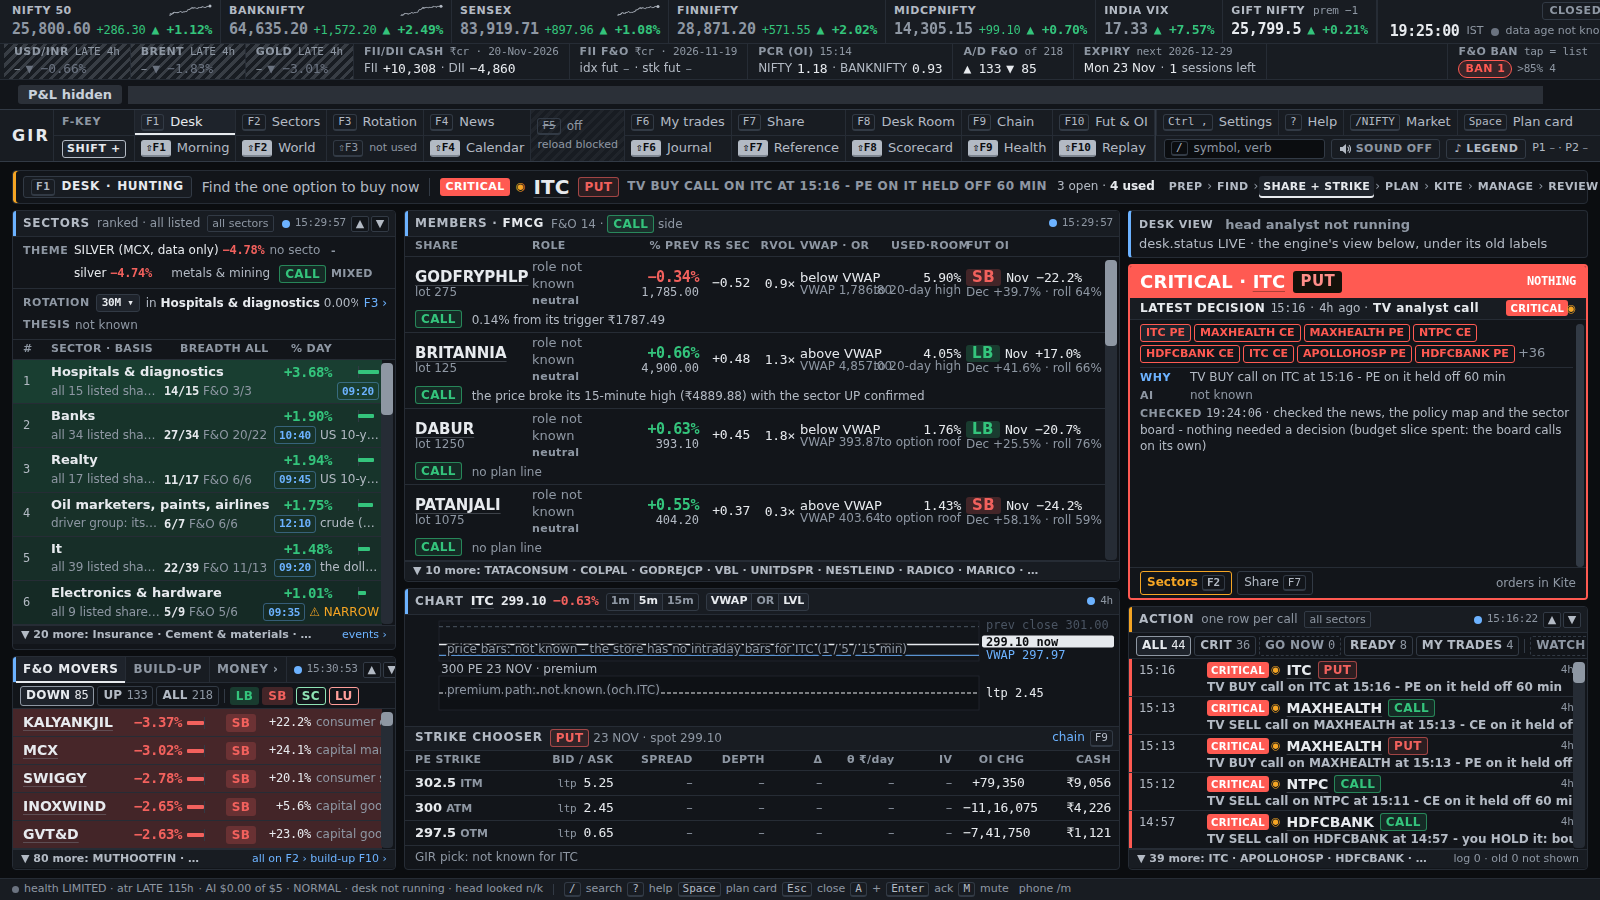 NIFTY 50
25,800.60 +286.30 ▲ +1.12%
BANKNIFTY
64,635.20 +1,572.20 ▲ +2.49%
SENSEX
83,919.71 +897.96 ▲ +1.08%
FINNIFTY
28,871.20 +571.55 ▲ +2.02%
MIDCPNIFTY
14,305.15 +99.10 ▲ +0.70%
INDIA VIX
17.33 ▲ +7.57%
GIFT NIFTY prem −1
25,799.5 ▲ +0.21%
CLOSED
19:25:00 IST ● data age not kno
USD/INR LATE 4h
– ▼ −0.66%
BRENT LATE 4h
– ▼ −1.83%
GOLD LATE 4h
– ▼ −3.01%
FII/DII CASH ₹cr · 20-Nov-2026
FII +10,308 · DII −4,860
FII F&O ₹cr · 2026-11-19
idx fut – · stk fut –
PCR (OI) 15:14
NIFTY 1.18 · BANKNIFTY 0.93
A/D F&O of 218
▲ 133 ▼ 85
EXPIRY next 2026-12-29
Mon 23 Nov · 1 sessions left
F&O BAN tap = list
BAN 1 >85% 4
P&L hidden
GIR
F-KEY
SHIFT +
F1 Desk
F2 Sectors
F3 Rotation
F4 News
F5 off
reload blocked
F6 My trades
F7 Share
F8 Desk Room
F9 Chain
F10 Fut & OI
Ctrl , Settings
? Help
/NIFTY Market
Space Plan card
⇧F1 Morning
⇧F2 World
⇧F3 not used
⇧F4 Calendar
⇧F6 Journal
⇧F7 Reference
⇧F8 Scorecard
⇧F9 Health
⇧F10 Replay
/ symbol, verb
SOUND OFF
♪ LEGEND
P1 – · P2 –
F1 DESK · HUNTING
Find the one option to buy now
CRITICAL ◉ ITC PUT TV BUY CALL ON ITC AT 15:16 - PE ON IT HELD OFF 60 MIN
3 open · 4 used
PREP › FIND › SHARE + STRIKE › PLAN › KITE › MANAGE › REVIEW
SECTORS ranked · all listed all sectors ● 15:29:57 ▲ ▼
THEME SILVER (MCX, data only) −4.78% no secto -
silver −4.74% metals & mining CALL MIXED
ROTATION 30M ▾ in Hospitals & diagnostics 0.00% F3 ›
THESIS not known
# SECTOR · BASIS BREADTH ALL % DAY
1 Hospitals & diagnostics +3.68%
all 15 listed sha… 14/15 F&O 3/3 09:20
2 Banks +1.90%
all 34 listed sha… 27/34 F&O 20/22 10:40 US 10-y…
3 Realty +1.94%
all 17 listed sha… 11/17 F&O 6/6 09:45 US 10-y…
4 Oil marketers, paints, airlines +1.75%
driver group: its… 6/7 F&O 6/6 12:10 crude (…
5 It +1.48%
all 39 listed sha… 22/39 F&O 11/13 09:20 the doll…
6 Electronics & hardware +1.01%
all 9 listed share… 5/9 F&O 5/6 09:35 ⚠ NARROW
▼ 20 more: Insurance · Cement & materials · … events ›
F&O MOVERS BUILD-UP MONEY › ● 15:30:53 ▲ ▼
DOWN 85 UP 133 ALL 218 LB SB SC LU
KALYANKJIL −3.37% SB +22.2% consumer
MCX −3.02% SB +24.1% capital mar
SWIGGY −2.78% SB +20.1% consumer s
INOXWIND −2.65% SB +5.6% capital goo
GVT&D −2.63% SB +23.0% capital goo
▼ 80 more: MUTHOOTFIN · … all on F2 › build-up F10 ›
MEMBERS · FMCG F&O 14 · CALL side ● 15:29:57
SHARE ROLE % PREV RS SEC RVOL VWAP · OR USED·ROOM FUT OI
GODFRYPHLP role not known −0.34% −0.52 0.9× below VWAP 5.90% SB Nov −22.2%
lot 275 neutral 1,785.00 VWAP 1,786.80 to 20-day high Dec +39.7% · roll 64%
CALL 0.14% from its trigger ₹1787.49
BRITANNIA role not known +0.66% +0.48 1.3× above VWAP 4.05% LB Nov +17.0%
lot 125 neutral 4,900.00 VWAP 4,857.00 to 20-day high Dec +41.6% · roll 66%
CALL the price broke its 15-minute high (₹4889.88) with the sector UP confirmed
DABUR role not known +0.63% +0.45 1.8× below VWAP 1.76% LB Nov −20.7%
lot 1250 neutral 393.10 VWAP 393.87 to option roof Dec +25.5% · roll 76%
CALL no plan line
PATANJALI role not known +0.55% +0.37 0.3× above VWAP 1.43% SB Nov −24.2%
lot 1075 neutral 404.20 VWAP 403.64 to option roof Dec +58.1% · roll 59%
CALL no plan line
▼ 10 more: TATACONSUM · COLPAL · GODREJCP · VBL · UNITDSPR · NESTLEIND · RADICO · MARICO · …
CHART ITC 299.10 −0.63% 1m 5m 15m VWAP OR LVL ● 4h
prev close 301.00
299.10 now
price bars: not known - the store has no intraday bars for ITC (1 / 5 / 15 min)
VWAP 297.97
300 PE 23 NOV · premium
premium path: not known (och.ITC)
ltp 2.45
STRIKE CHOOSER PUT 23 NOV · spot 299.10 chain F9
PE STRIKE BID / ASK SPREAD DEPTH Δ θ ₹/day IV OI CHG CASH
302.5 ITM ltp 5.25 – – – – – +79,350 ₹9,056
300 ATM ltp 2.45 – – – – – −11,16,075 ₹4,226
297.5 OTM ltp 0.65 – – – – – −7,41,750 ₹1,121
GIR pick: not known for ITC
DESK VIEW head analyst not running
desk.status LIVE · the engine's view below, under its old labels
CRITICAL · ITC PUT NOTHING
LATEST DECISION 15:16 · 4h ago · TV analyst call CRITICAL ◉
ITC PE MAXHEALTH CE MAXHEALTH PE NTPC CE
HDFCBANK CE ITC CE APOLLOHOSP PE HDFCBANK PE +36
WHY TV BUY call on ITC at 15:16 - PE on it held off 60 min
AI not known
CHECKED 19:24:06 · checked the news, the policy map and the sector
board - nothing needed a decision (budget slice spent: the board calls
on its own)
Sectors F2 Share F7 orders in Kite
ACTION one row per call all sectors ● 15:16:22 ▲ ▼
ALL 44 CRIT 36 GO NOW 0 READY 8 MY TRADES 4 WATCH
15:16 CRITICAL ◉ ITC PUT 4h
TV BUY call on ITC at 15:16 - PE on it held off 60 min
15:13 CRITICAL ◉ MAXHEALTH CALL 4h
TV SELL call on MAXHEALTH at 15:13 - CE on it held of
15:13 CRITICAL ◉ MAXHEALTH PUT 4h
TV BUY call on MAXHEALTH at 15:13 - PE on it held off
15:12 CRITICAL ◉ NTPC CALL 4h
TV SELL call on NTPC at 15:11 - CE on it held off 60 mi
14:57 CRITICAL ◉ HDFCBANK CALL 4h
TV SELL call on HDFCBANK at 14:57 - you HOLD it: bou
▼ 39 more: ITC · APOLLOHOSP · HDFCBANK · … log 0 · old 0 not shown
● health LIMITED · atr LATE 115h · AI $0.00 of $5 · NORMAL · desk not running · head looked n/k / search ? help Space plan card Esc close A + Enter ack M mute phone /m